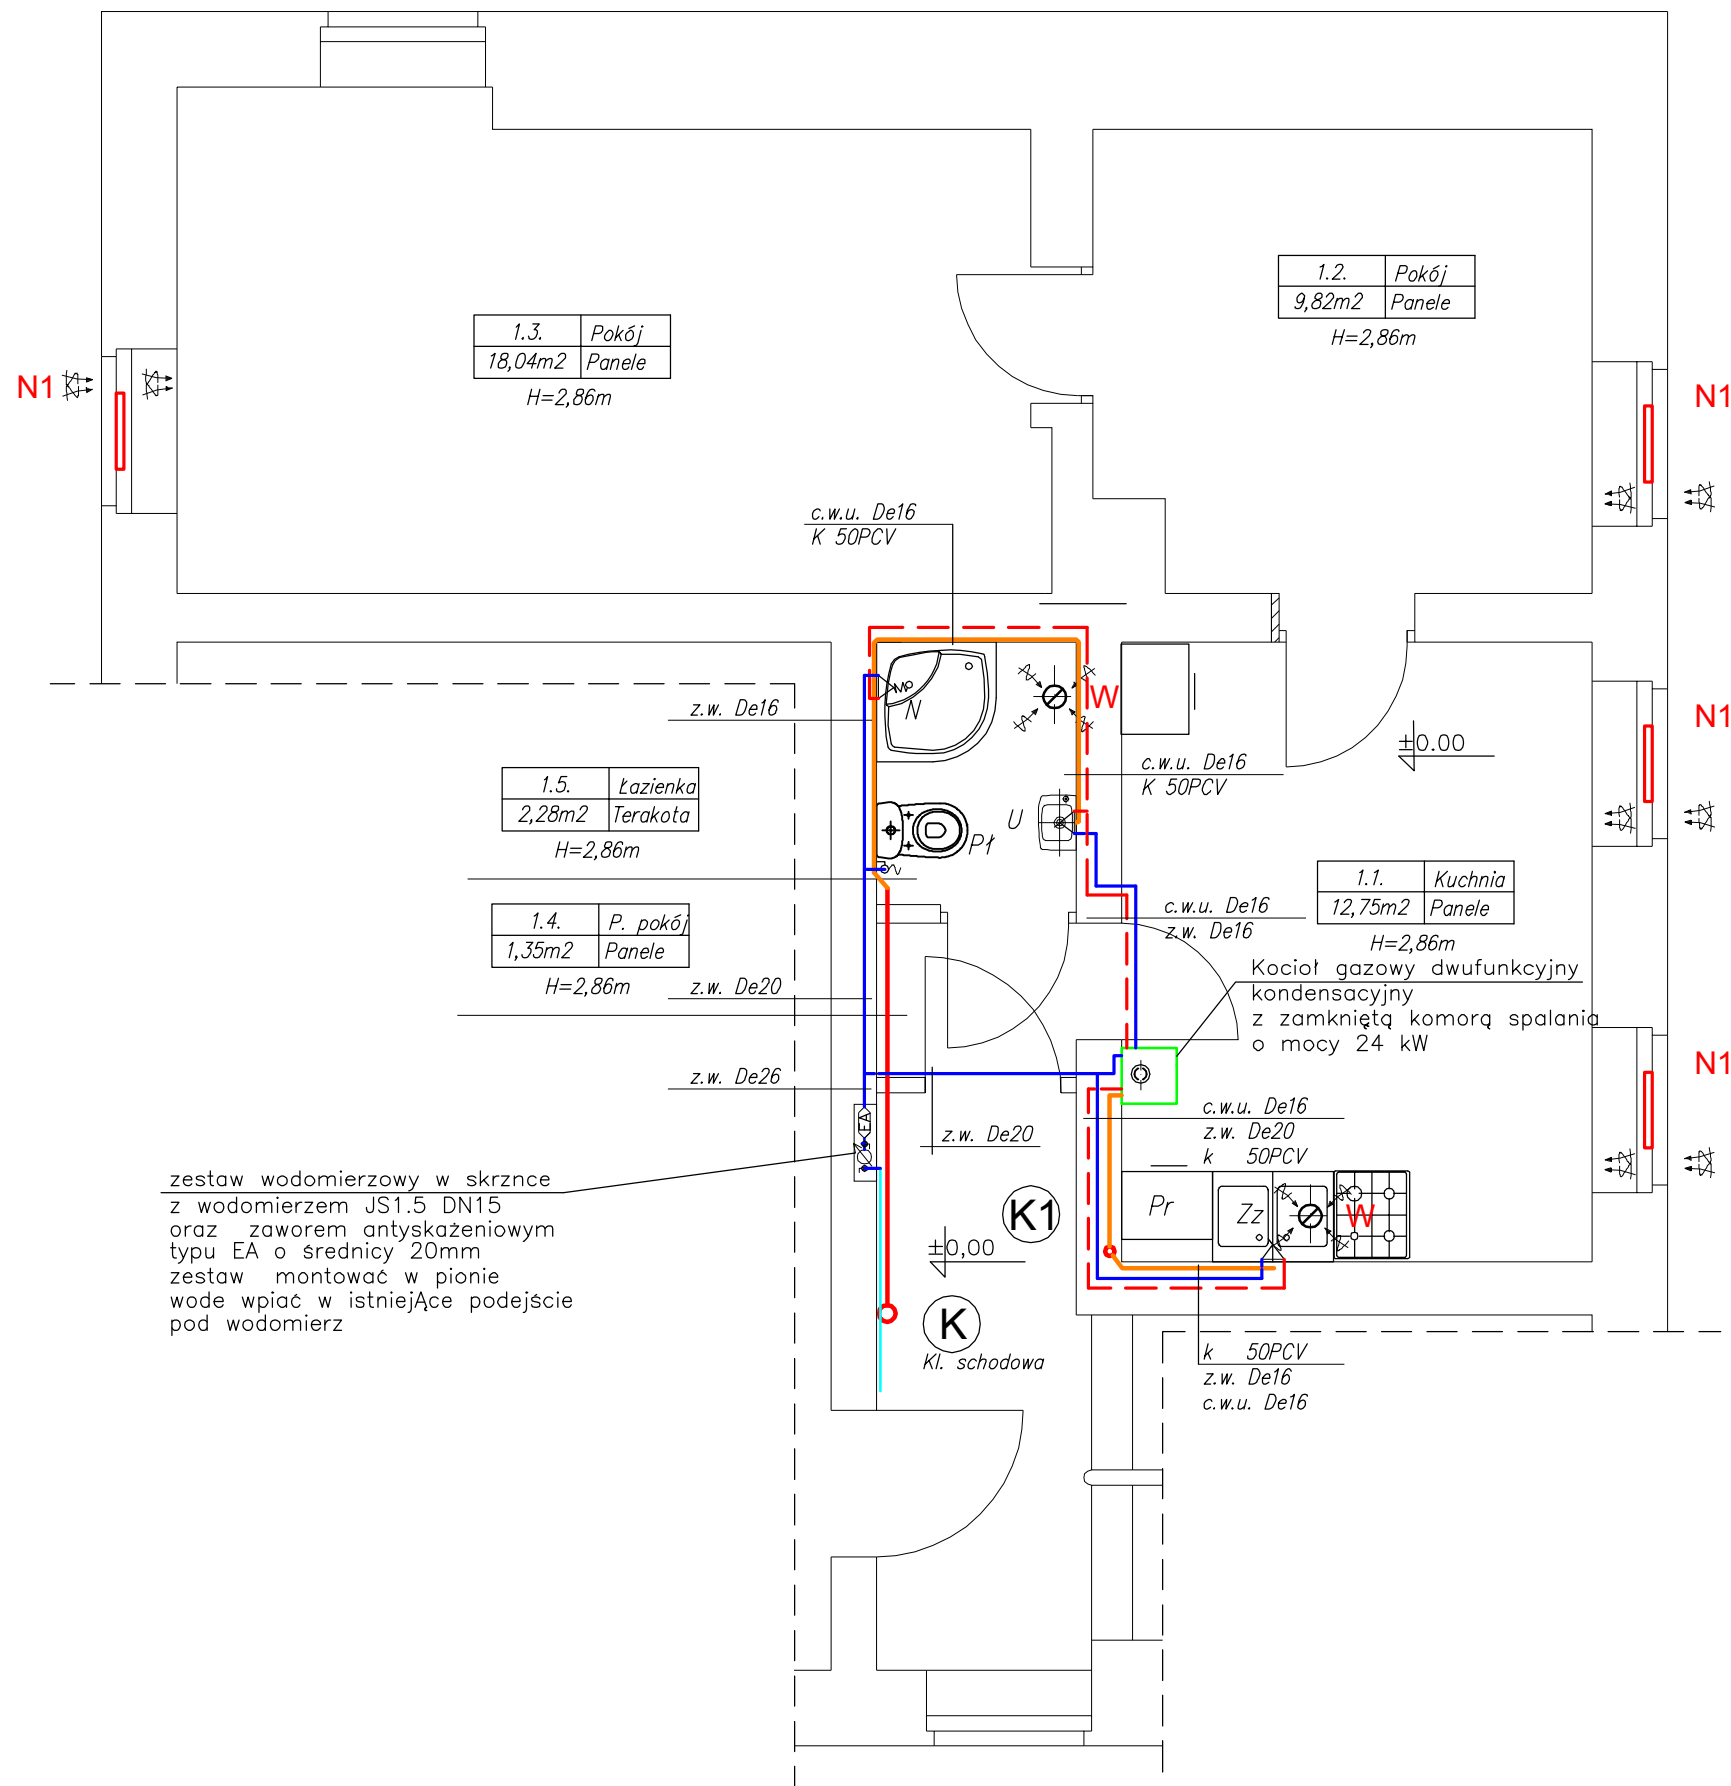 1.2. Pokój
9,82m2 Panele
H=2,86m
1.3. Pokój
18,04m2 Panele
H=2,86m
N1
N1
c.w.u. De16
K 50PCV
z.w. De16
N
W
N1
±0.00
c.w.u. De16
K 50PCV
1.5. Łazienka
2,28m2 Terakota
H=2,86m
U
Pł
1.1. Kuchnia
12,75m2 Panele
H=2,86m
1.4. P. pokój
1,35m2 Panele
H=2,86m
c.w.u. De16
z.w. De16
z.w. De20
Kocioł gazowy dwufunkcyjny
kondensacyjny
z zamkniętą komorą spalania
o mocy 24 kW
N1
z.w. De26
EA
z.w. De20
c.w.u. De16
z.w. De20
k 50PCV
zestaw wodomierzowy w skrznce
z wodomierzem JS1.5 DN15
oraz zaworem antyskażeniowym
typu EA o średnicy 20mm
zestaw montować w pionie
wode wpiać w istniejĄce podejście
pod wodomierz
K1
Pr
Zz
W
±0,00
K
Kl. schodowa
k 50PCV
z.w. De16
c.w.u. De16